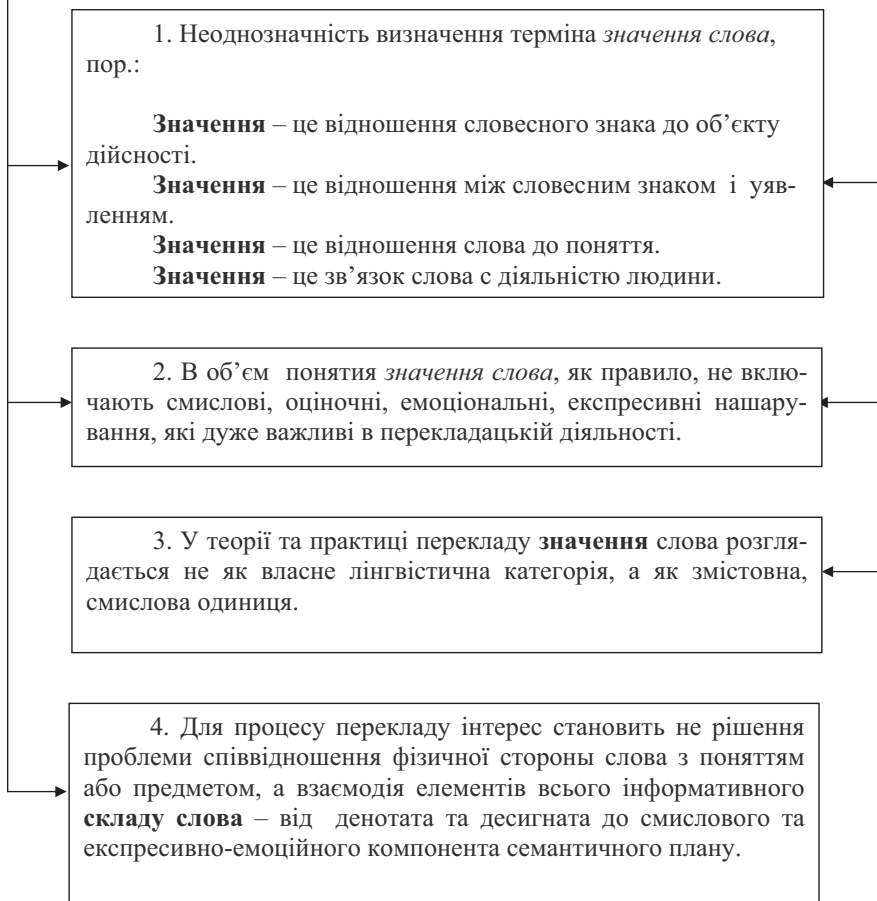 1. Неоднозначність визначення терміна значення слова,
пор.:
Значення – це відношення словесного знака до об’єкту
дійсності.
Значення – це відношення між словесним знаком і уяв-
ленням.
Значення – це відношення слова до поняття.
Значення – це зв’язок слова с діяльністю людини.
2. В об’єм понятия значення слова, як правило, не вклю-
чають смислові, оціночні, емоціональні, експресивні нашару-
вання, які дуже важливі в перекладацькій діяльності.
3. У теорії та практиці перекладу значення слова розгля-
дається не як власне лінгвістична категорія, а як змістовна,
смислова одиниця.
4. Для процесу перекладу інтерес становить не рішення
проблеми співвідношення фізичної стороны слова з поняттям
або предметом, а взаємодія елементів всього інформативного
складу слова – від денотата та десигната до смислового та
експресивно-емоційного компонента семантичного плану.